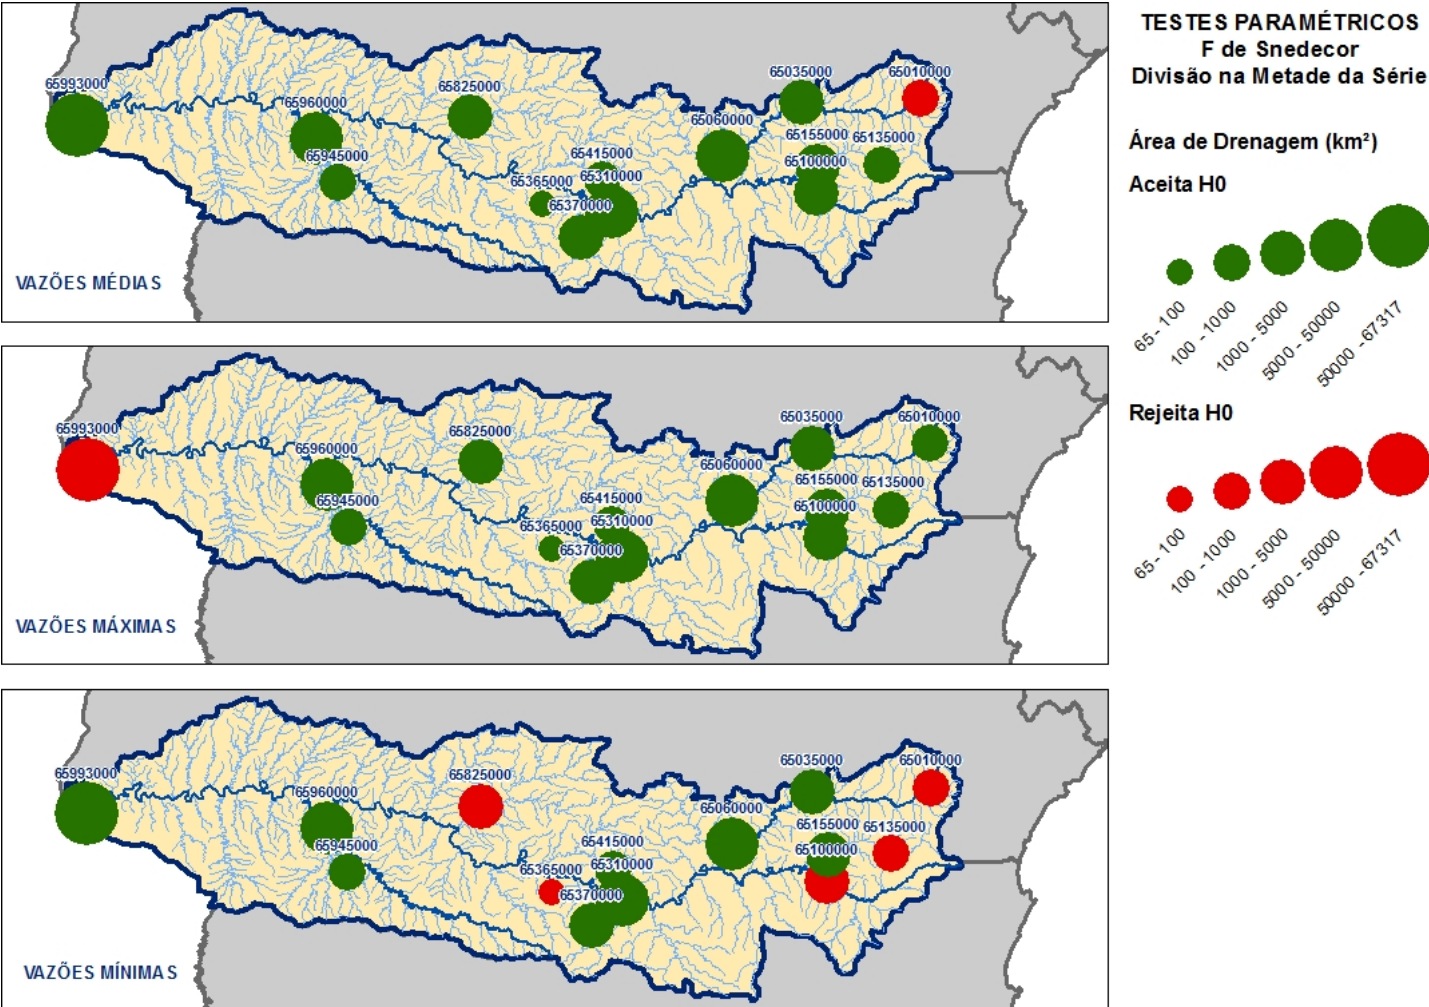 65993000
65960000
65945000
65825000
65415000
65365000
65310000
65370000
65060000
65035000
65010000
65155000
65135000
65100000
VAZÕES MÉDIAS
65993000
65960000
65945000
65825000
65415000
65365000
65310000
65370000
65060000
65035000
65010000
65155000
65135000
65100000
VAZÕES MÁXIMAS
65993000
65960000
65945000
65825000
65415000
65365000
65310000
65370000
65060000
65035000
65010000
65155000
65135000
65100000
VAZÕES MÍNIMAS
TESTES PARAMÉTRICOS
F de Snedecor
Divisão na Metade da Série
Área de Drenagem (km²)
Aceita H0
65 - 100
100 - 1000
1000 - 5000
5000 - 50000
50000 - 67317
Rejeita H0
65 - 100
100 - 1000
1000 - 5000
5000 - 50000
50000 - 67317